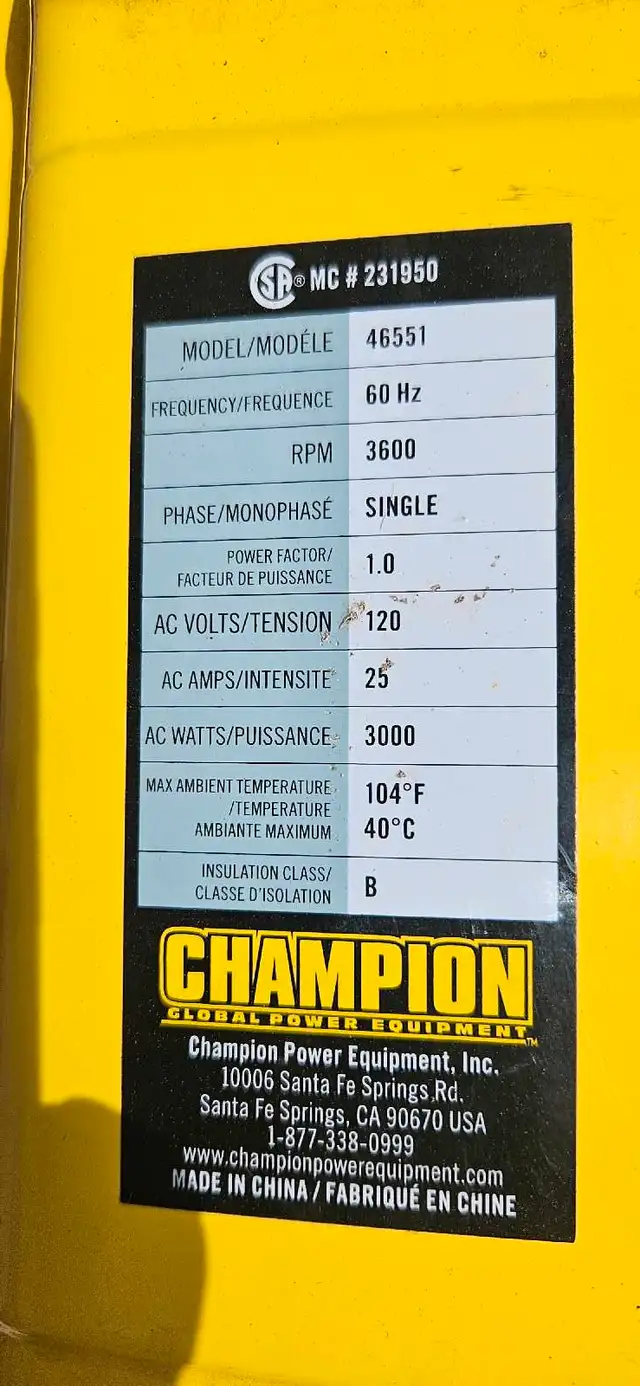 CSA® MC # 231950
MODEL/MODÉLE 46551
FREQUENCY/FREQUENCE 60 Hz
RPM 3600
PHASE/MONOPHASÉ SINGLE
POWER FACTOR/
FACTEUR DE PUISSANCE 1.0
AC VOLTS/TENSION 120
AC AMPS/INTENSITE 25
AC WATTS/PUISSANCE 3000
MAX AMBIENT TEMPERATURE 104°F
/TEMPERATURE
AMBIANTE MAXIMUM 40°C
INSULATION CLASS/
CLASSE D'ISOLATION B
CHAMPION
GLOBAL POWER EQUIPMENT™
Champion Power Equipment, Inc.
10006 Santa Fe Springs Rd.
Santa Fe Springs, CA 90670 USA
1-877-338-0999
www.championpowerequipment.com
MADE IN CHINA / FABRIQUÉ EN CHINE